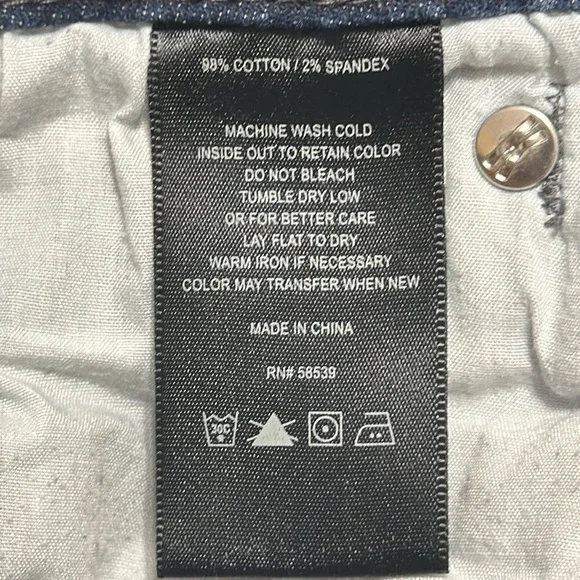 98% COTTON / 2% SPANDEX
MACHINE WASH COLD
INSIDE OUT TO RETAIN COLOR
DO NOT BLEACH
TUMBLE DRY LOW
OR FOR BETTER CARE
LAY FLAT TO DRY
WARM IRON IF NECESSARY
COLOR MAY TRANSFER WHEN NEW
MADE IN CHINA
RN# 58539
30C